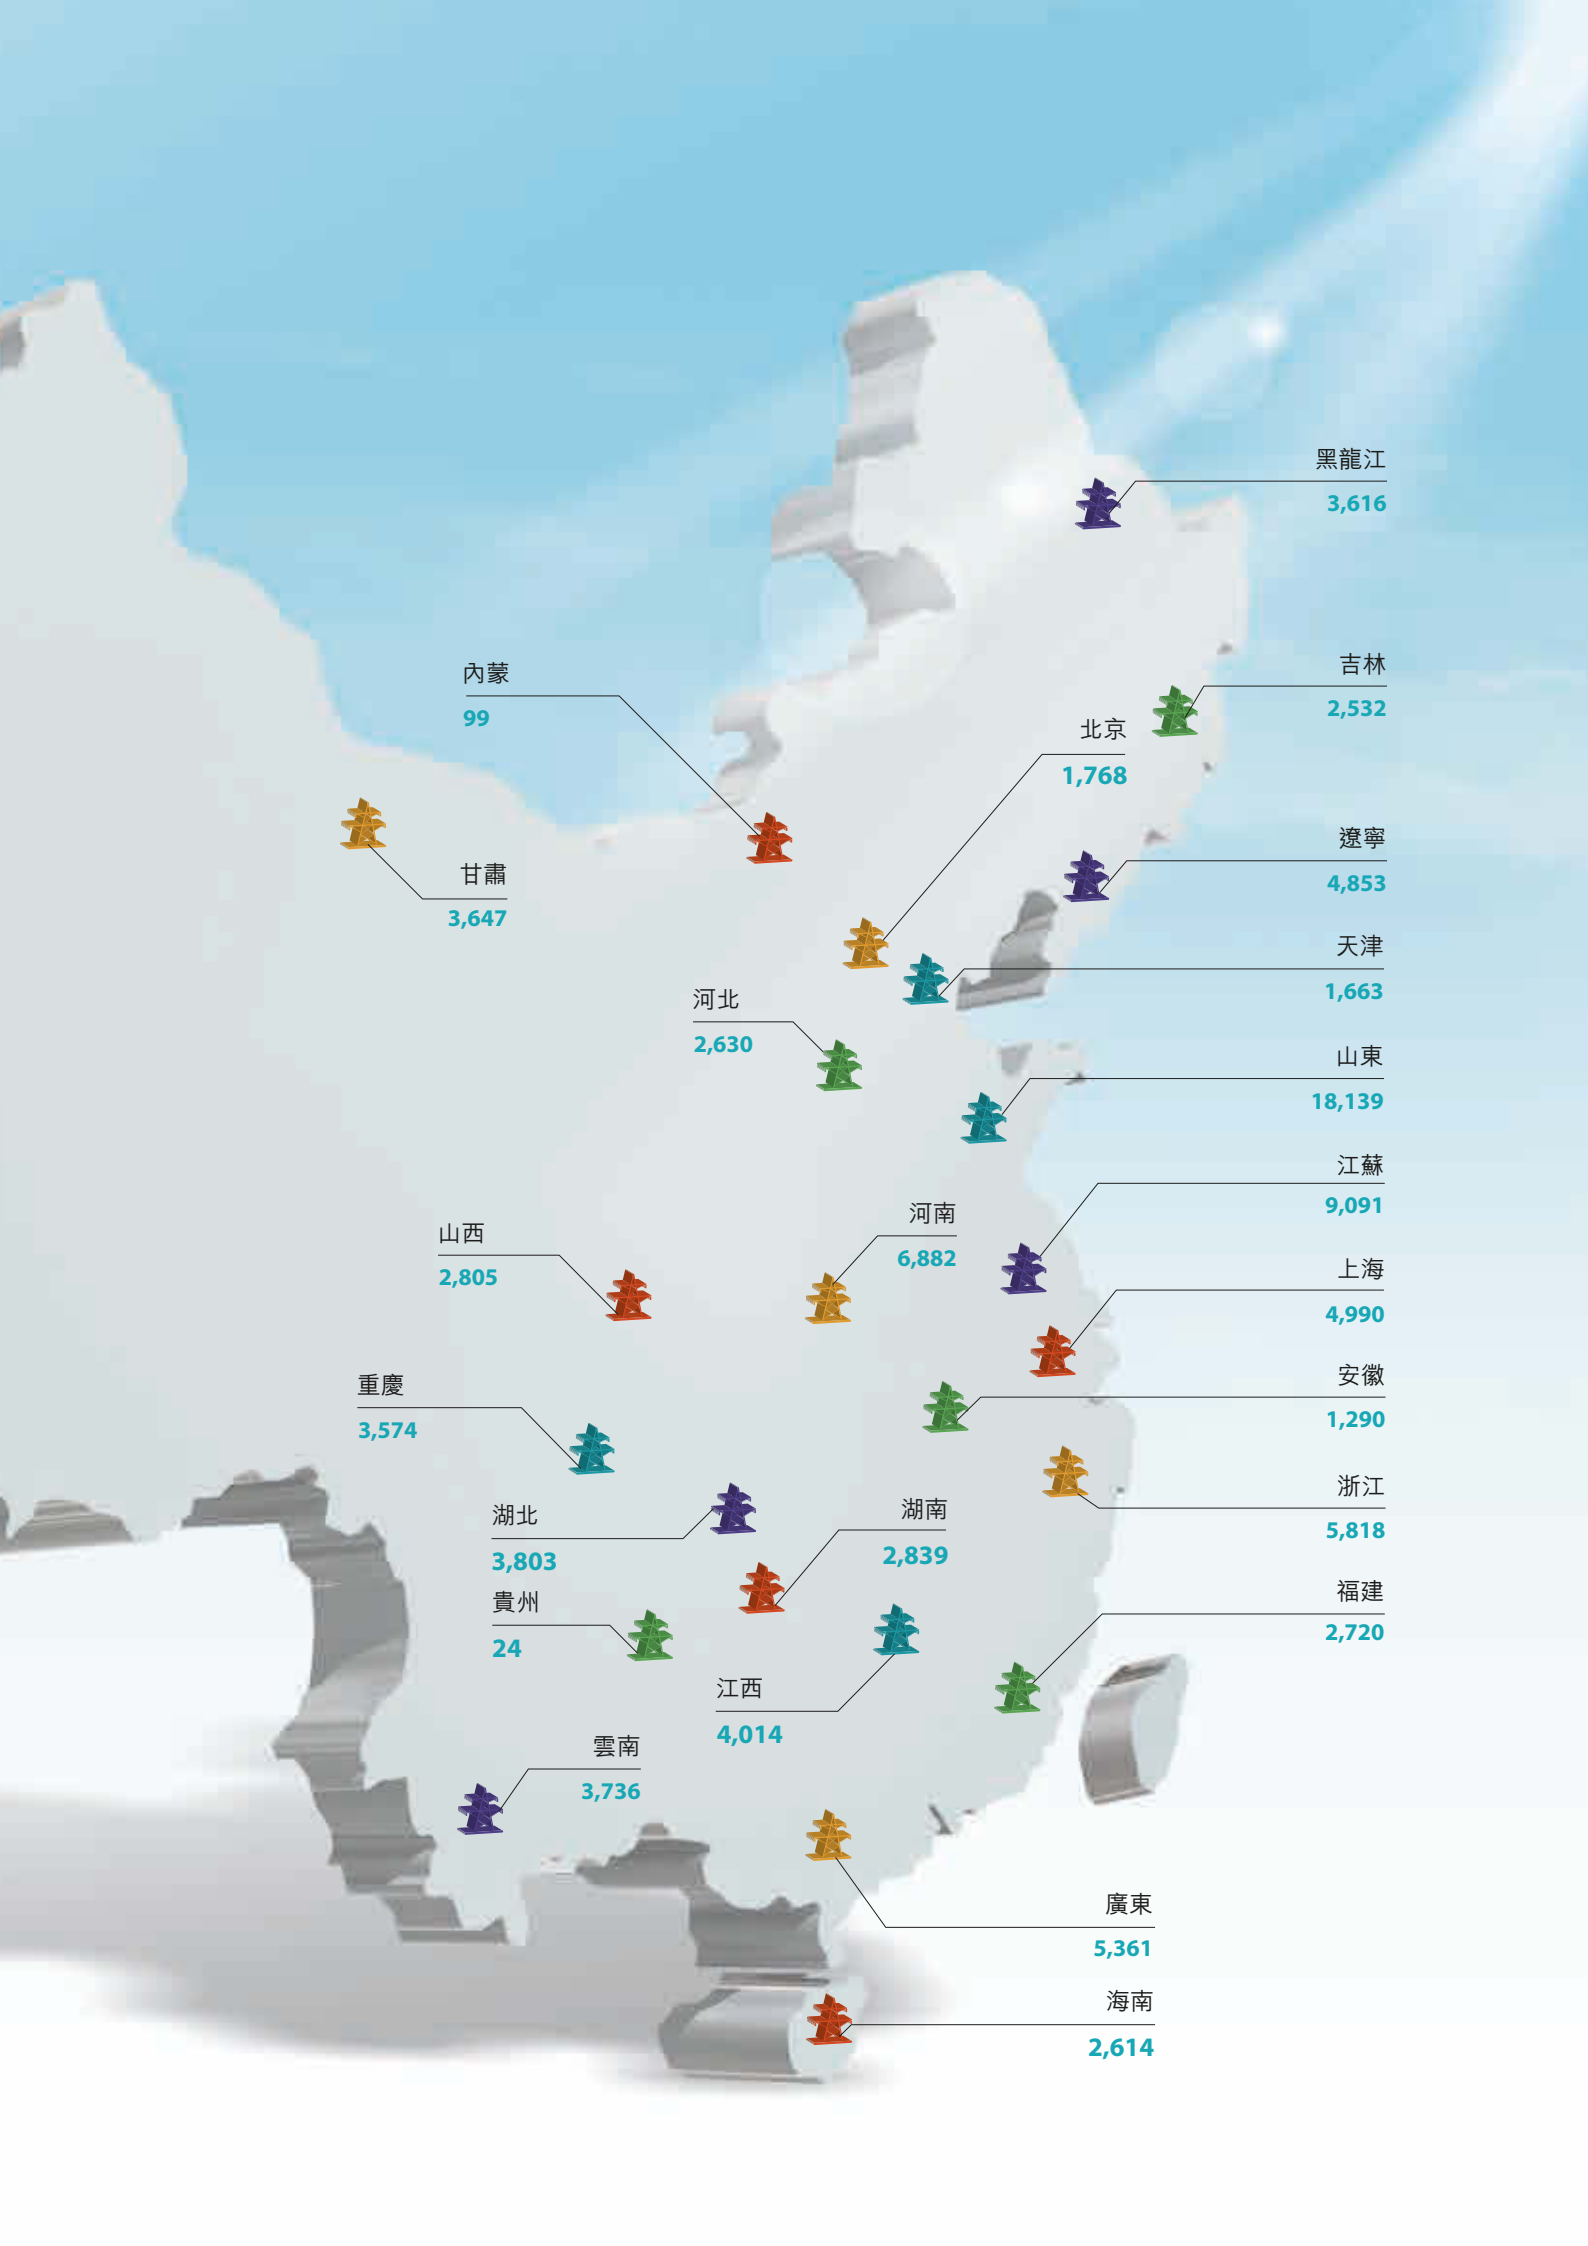 黑龍江
3,616
內蒙
99
吉林
2,532
北京
1,768
遼寧
4,853
甘肅
3,647
天津
1,663
河北
2,630
山東
18,139
江蘇
9,091
河南
6,882
山西
2,805
上海
4,990
安徽
1,290
重慶
3,574
浙江
5,818
湖北
3,803
湖南
2,839
福建
2,720
貴州
24
江西
4,014
雲南
3,736
廣東
5,361
海南
2,614